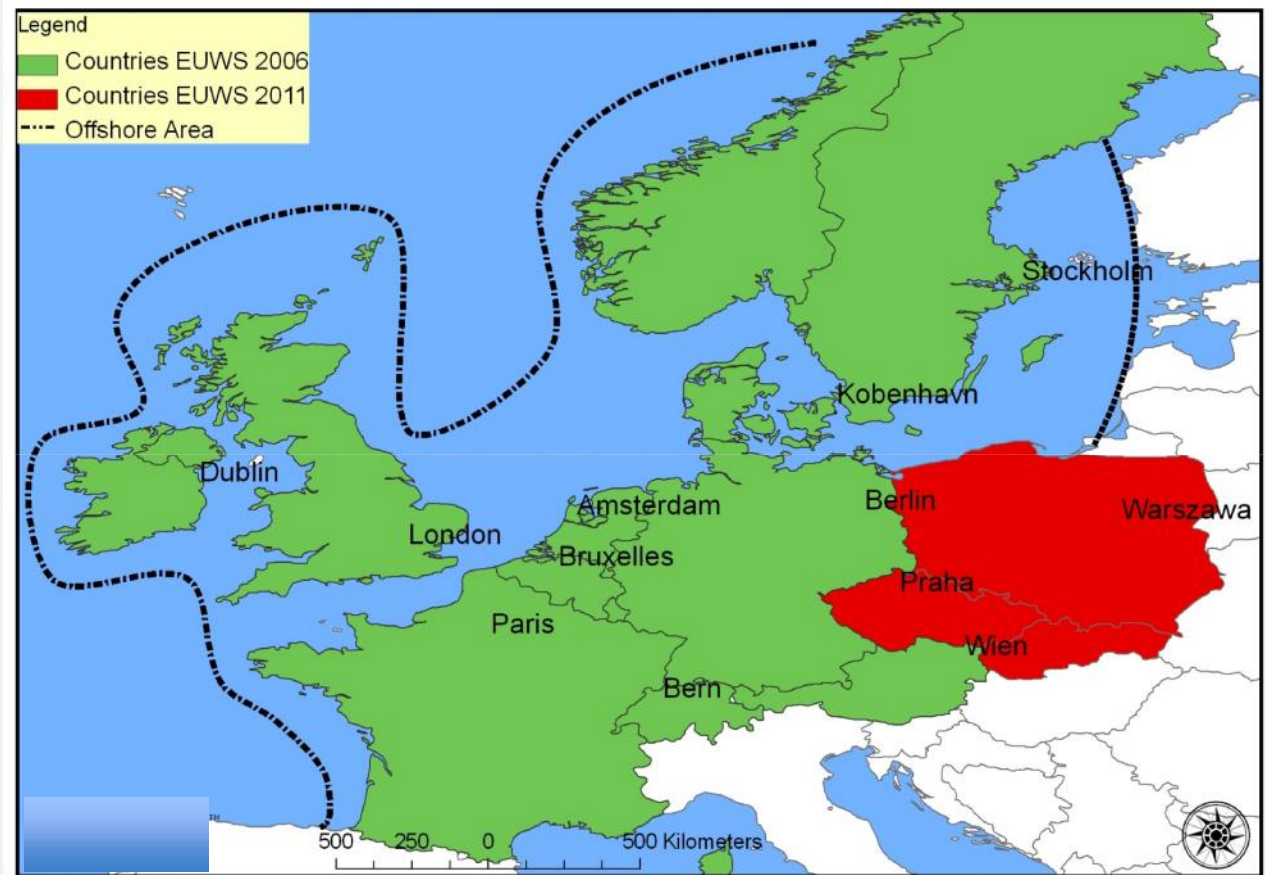 Legend
Countries EUWS 2006
Countries EUWS 2011
Offshore Area
Stockholm
Kobenhavn
Dublin
Amsterdam
Berlin
Warszawa
London
Bruxelles
Praha
Paris
Wien
Bern
500 250 0 500 Kilometers